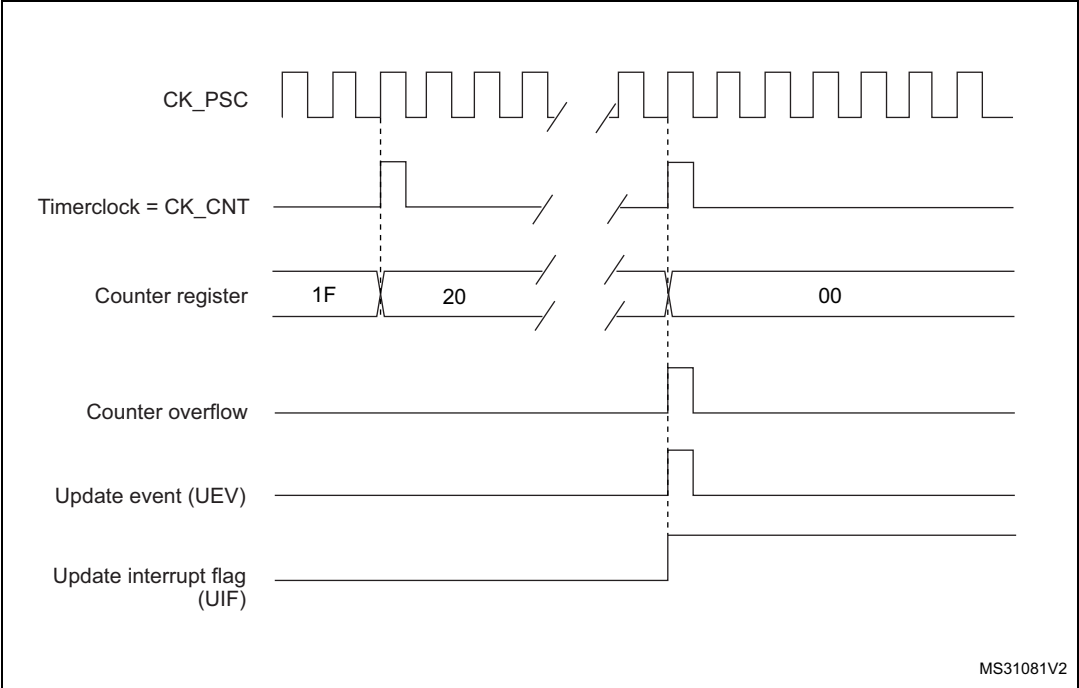 CK_PSC
Timerclock = CK_CNT
Counter register
1F
20
00
Counter overflow
Update event (UEV)
Update interrupt flag
(UIF)
MS31081V2